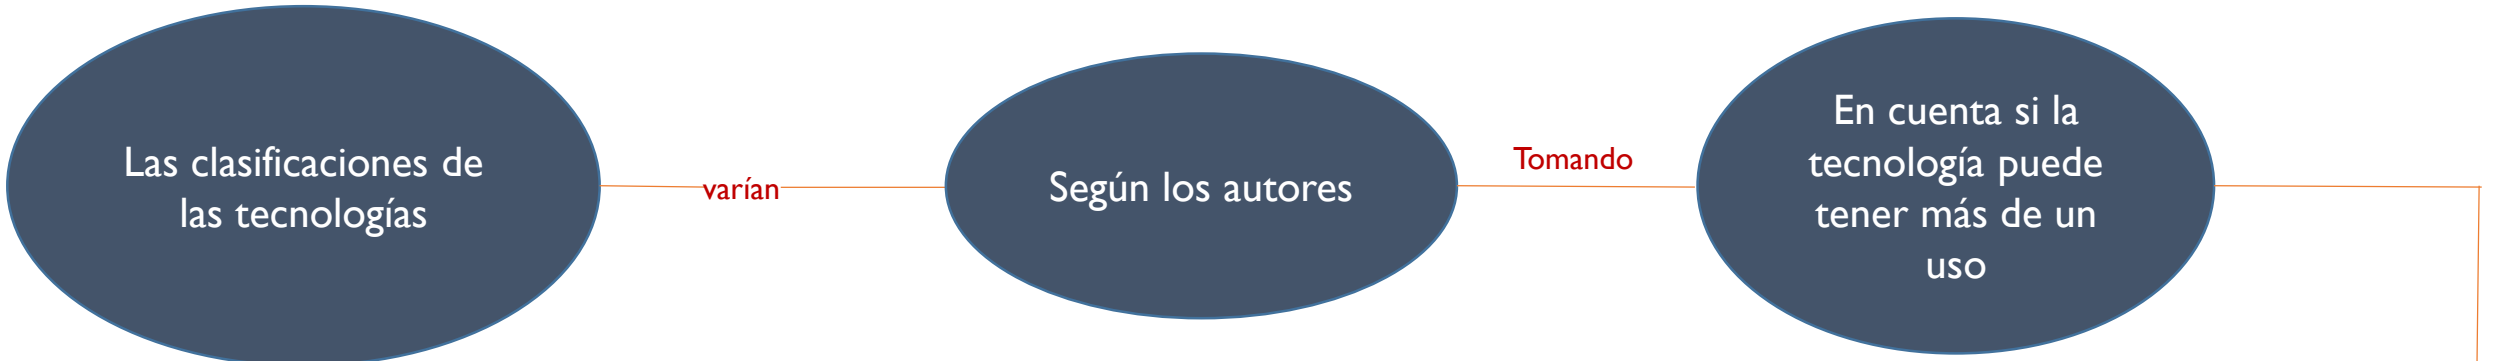 Las clasificaciones de
las tecnologías
varían
Según los autores
Tomando
En cuenta si la
tecnología puede
tener más de un
uso